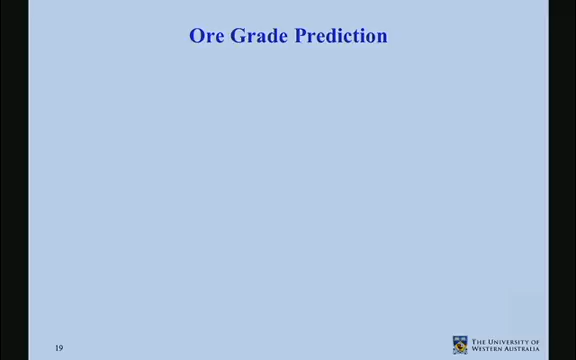 Ore Grade Prediction
19
THE UNIVERSITY OF
WESTERN AUSTRALIA